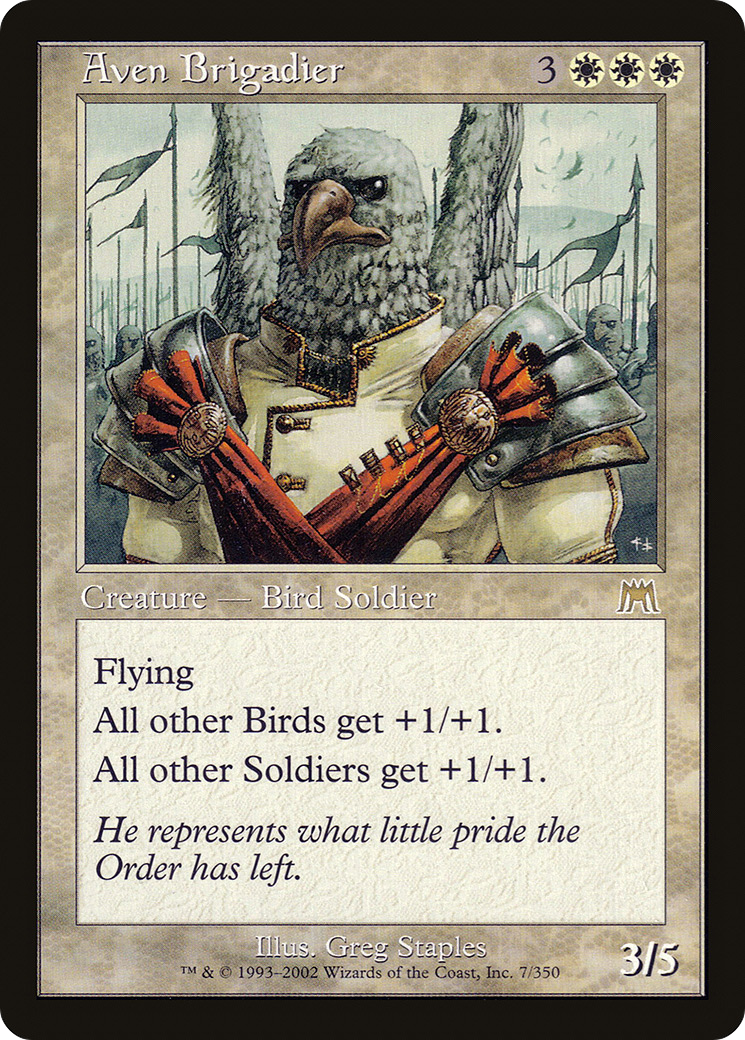 Aven Brigadier 3
Creature — Bird Soldier
Flying
All other Birds get +1/+1.
All other Soldiers get +1/+1.
He represents what little pride the
Order has left.
Illus. Greg Staples
™ & © 1993–2002 Wizards of the Coast, Inc. 7/350
3/5